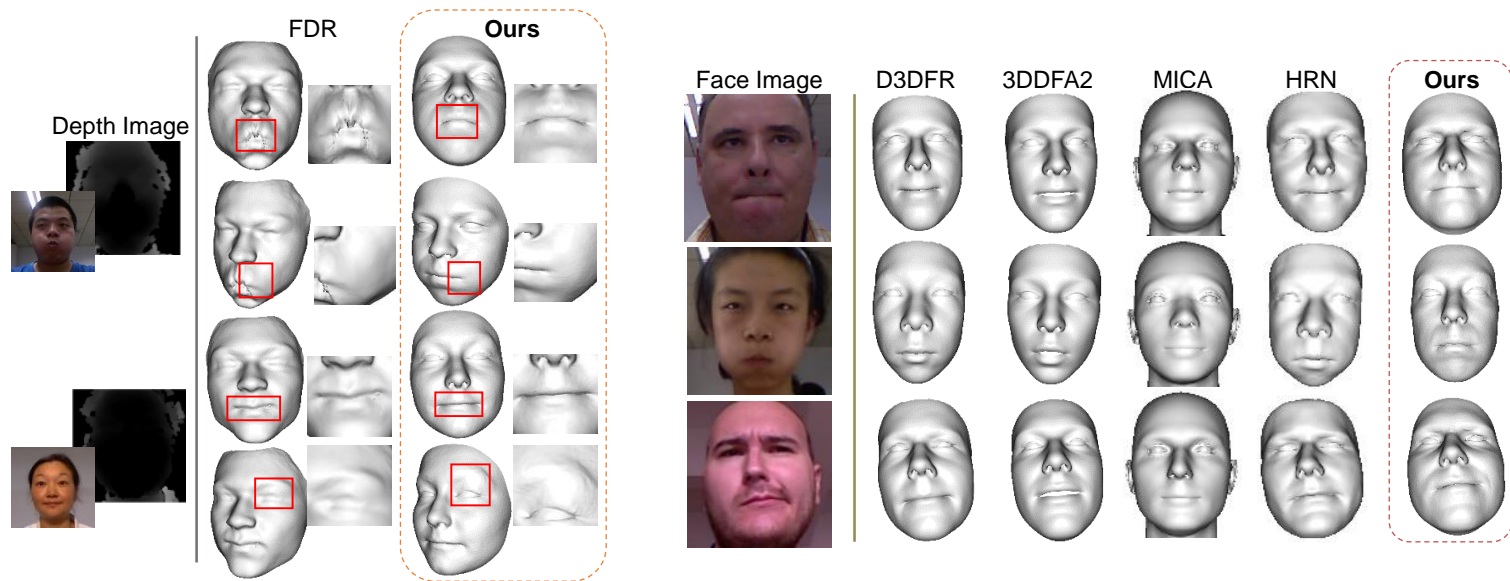 FDR
Ours
Depth Image
Face Image
D3DFR
3DDFA2
MICA
HRN
Ours